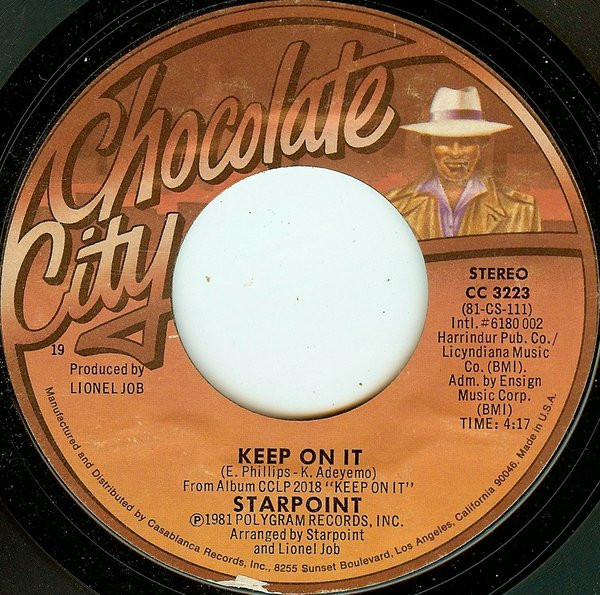 Chocolate
City
STEREO
CC 3223
(81-CS-111)
Intl. #6180 002
Harrindur Pub. Co./
Licyndiana Music
Co. (BMI).
Adm. by Ensign
Music Corp.
(BMI)
TIME: 4:17
19
Produced by
LIONEL JOB
KEEP ON IT
(E. Phillips - K. Adeyemo)
From Album CCLP 2018 "KEEP ON IT"
STARPOINT
℗1981 POLYGRAM RECORDS, INC.
Arranged by Starpoint
and Lionel Job
Manufactured and Distributed by Casablanca Records, Inc., 8255 Sunset Boulevard, Los Angeles, California 90046. Made in U.S.A.